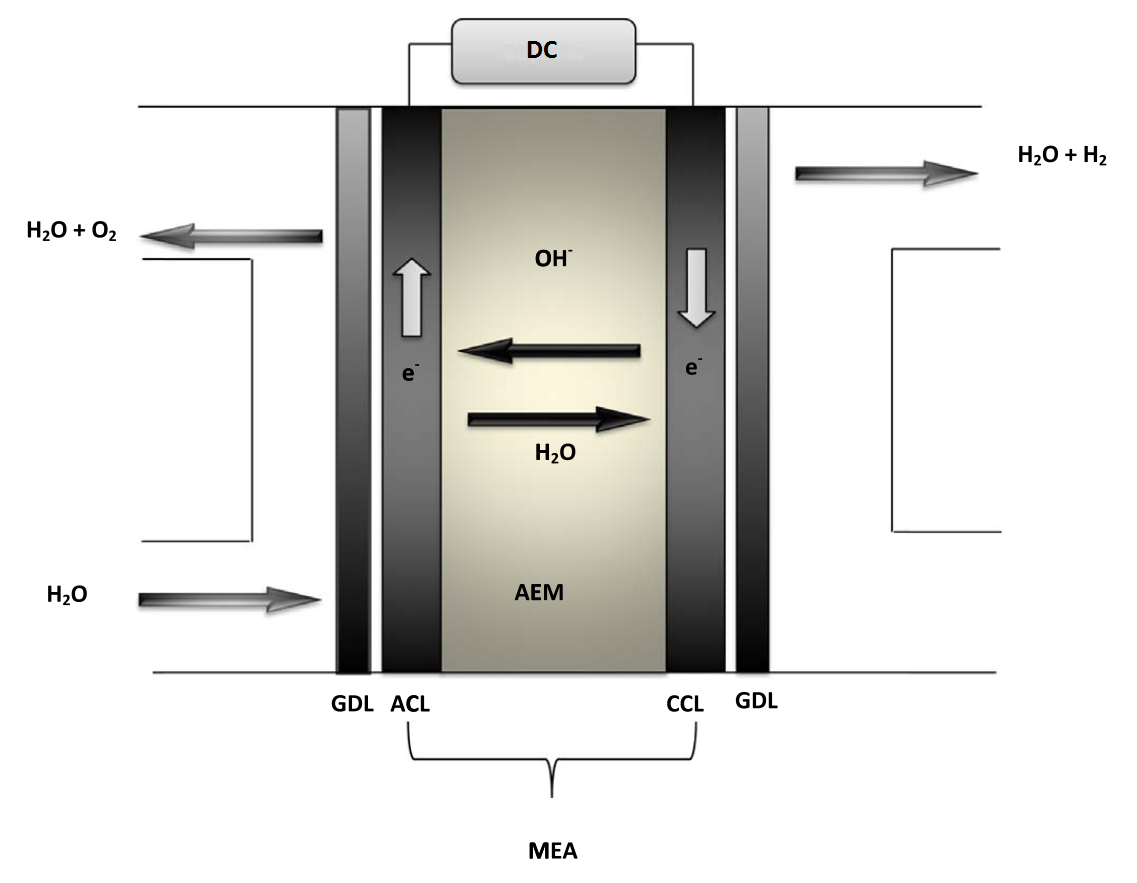 DC
H₂O + H₂
H₂O + O₂
OH⁻
e⁻
e⁻
H₂O
AEM
H₂O
GDL ACL CCL GDL
MEA